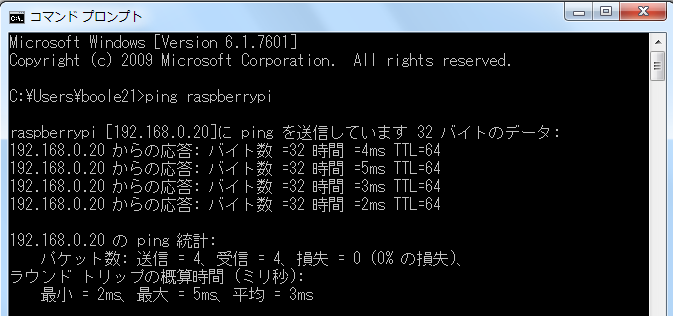 コマンド プロンプト
Microsoft Windows [Version 6.1.7601]
Copyright (c) 2009 Microsoft Corporation.  All rights reserved.
C:¥Users¥boole21>ping raspberrypi
raspberrypi [192.168.0.20]に ping を送信しています 32 バイトのデータ:
192.168.0.20 からの応答: バイト数 =32 時間 =4ms TTL=64
192.168.0.20 からの応答: バイト数 =32 時間 =5ms TTL=64
192.168.0.20 からの応答: バイト数 =32 時間 =3ms TTL=64
192.168.0.20 からの応答: バイト数 =32 時間 =2ms TTL=64
192.168.0.20 の ping 統計:
    パケット数: 送信 = 4、受信 = 4、損失 = 0 (0% の損失)、
ラウンド トリップの概算時間 (ミリ秒):
    最小 = 2ms、最大 = 5ms、平均 = 3ms